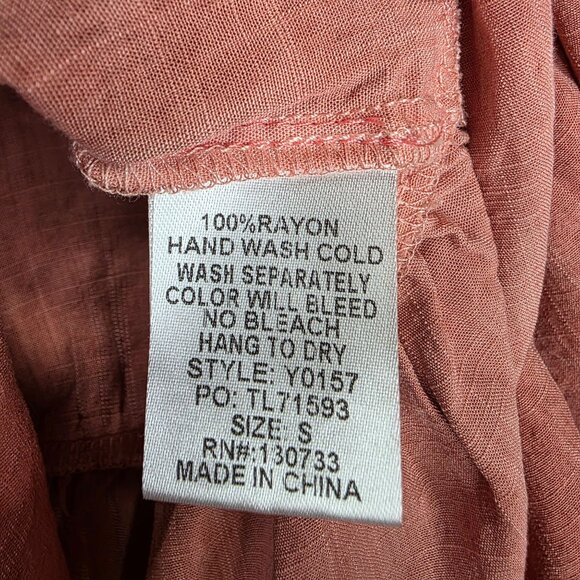 100%RAYON
HAND WASH COLD
WASH SEPARATELY
COLOR WILL BLEED
NO BLEACH
HANG TO DRY
STYLE: Y0157
PO: TL71593
SIZE: S
RN#:130733
MADE IN CHINA